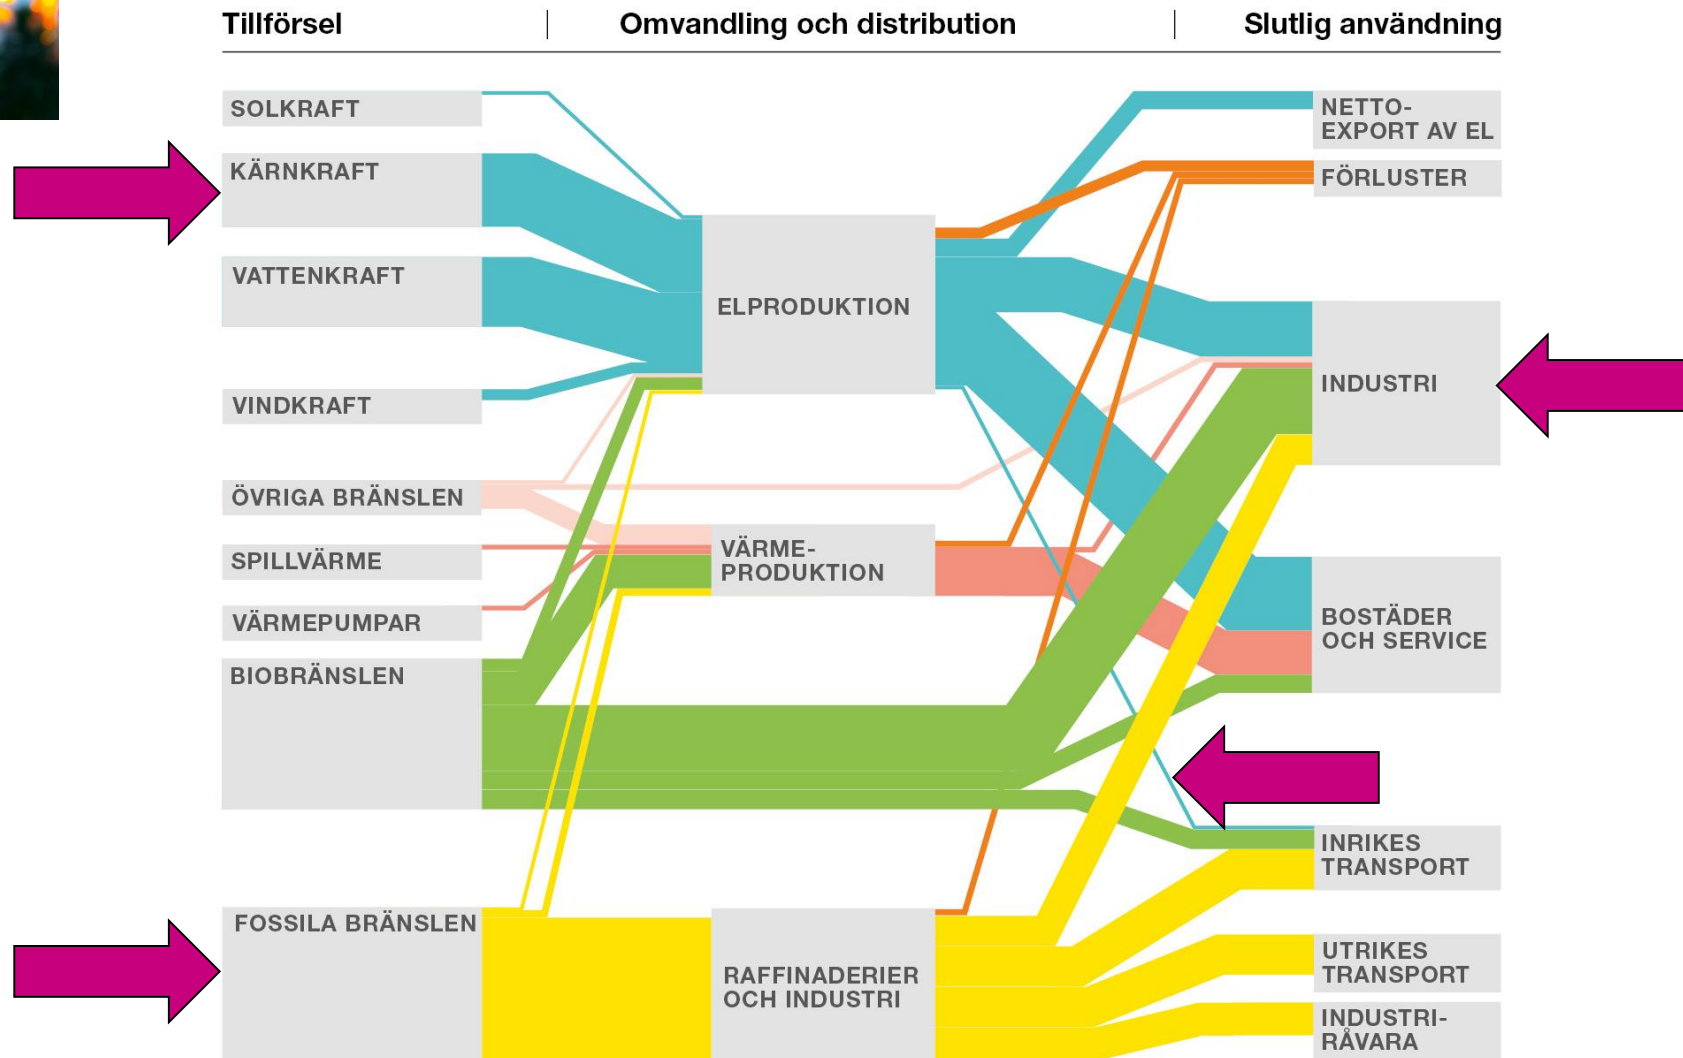 Tillförsel
Omvandling och distribution
Slutlig användning
SOLKRAFT
KÄRNKRAFT
VATTENKRAFT
VINDKRAFT
ÖVRIGA BRÄNSLEN
SPILLVÄRME
VÄRMEPUMPAR
BIOBRÄNSLEN
FOSSILA BRÄNSLEN
ELPRODUKTION
VÄRME-
PRODUKTION
RAFFINADERIER
OCH INDUSTRI
NETTO-
EXPORT AV EL
FÖRLUSTER
INDUSTRI
BOSTÄDER
OCH SERVICE
INRIKES
TRANSPORT
UTRIKES
TRANSPORT
INDUSTRI-
RÅVARA